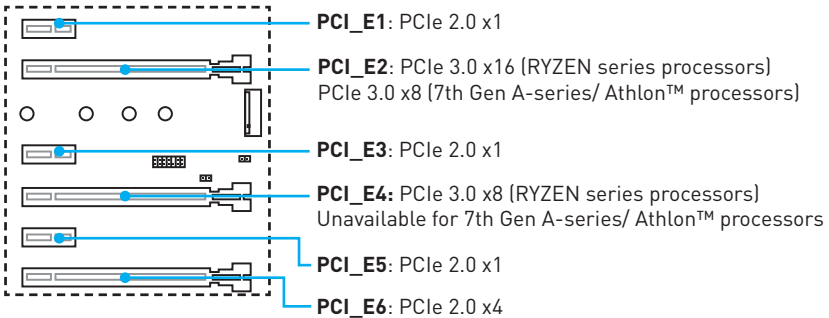 PCI_E1: PCIe 2.0 x1
PCI_E2: PCIe 3.0 x16 (RYZEN series processors)
PCIe 3.0 x8 (7th Gen A-series/ Athlon™ processors)
PCI_E3: PCIe 2.0 x1
PCI_E4: PCIe 3.0 x8 (RYZEN series processors)
Unavailable for 7th Gen A-series/ Athlon™ processors
PCI_E5: PCIe 2.0 x1
PCI_E6: PCIe 2.0 x4